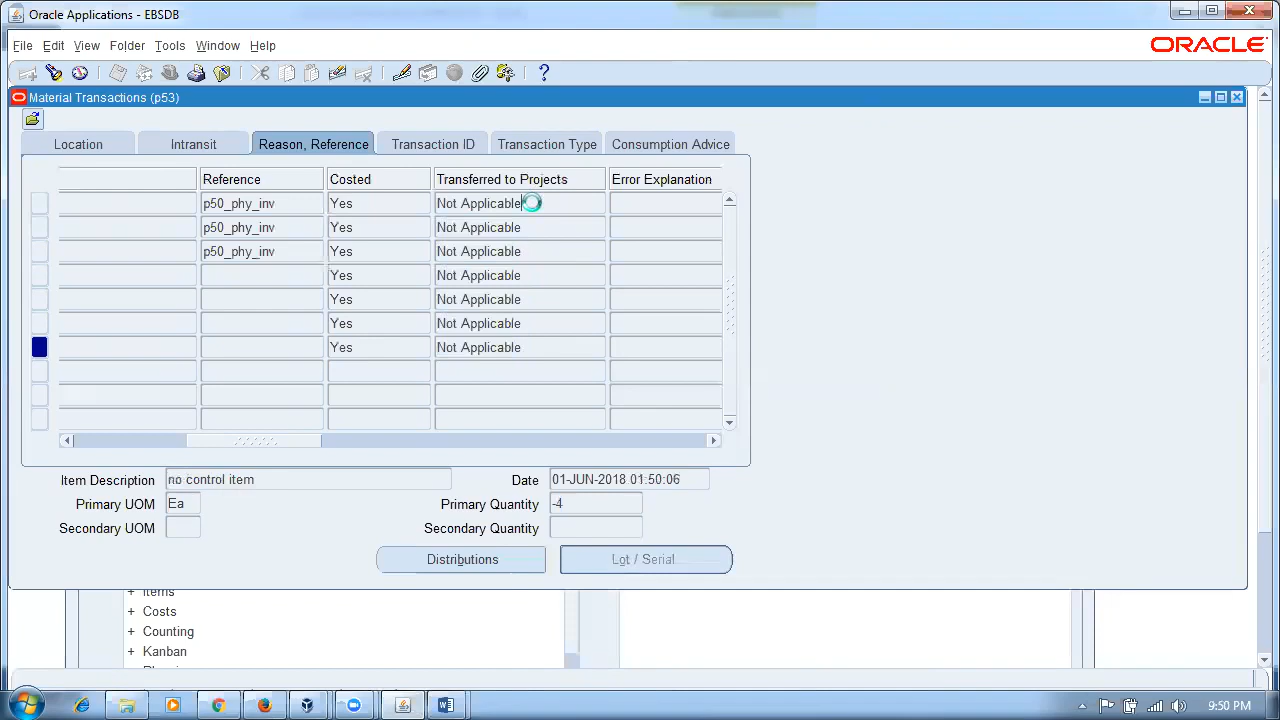 Oracle Applications - EBSDB
File Edit View Folder Tools Window Help
ORACLE
Material Transactions (p53)
Location Intransit Reason, Reference Transaction ID Transaction Type Consumption Advice
Reference Costed Transferred to Projects Error Explanation
p50_phy_inv Yes Not Applicable
p50_phy_inv Yes Not Applicable
p50_phy_inv Yes Not Applicable
Yes Not Applicable
Yes Not Applicable
Yes Not Applicable
Yes Not Applicable
Item Description no control item Date 01-JUN-2018 01:50:06
Primary UOM Ea Primary Quantity -4
Secondary UOM Secondary Quantity
Distributions Lot / Serial
+ Items
+ Costs
+ Counting
+ Kanban
9:50 PM